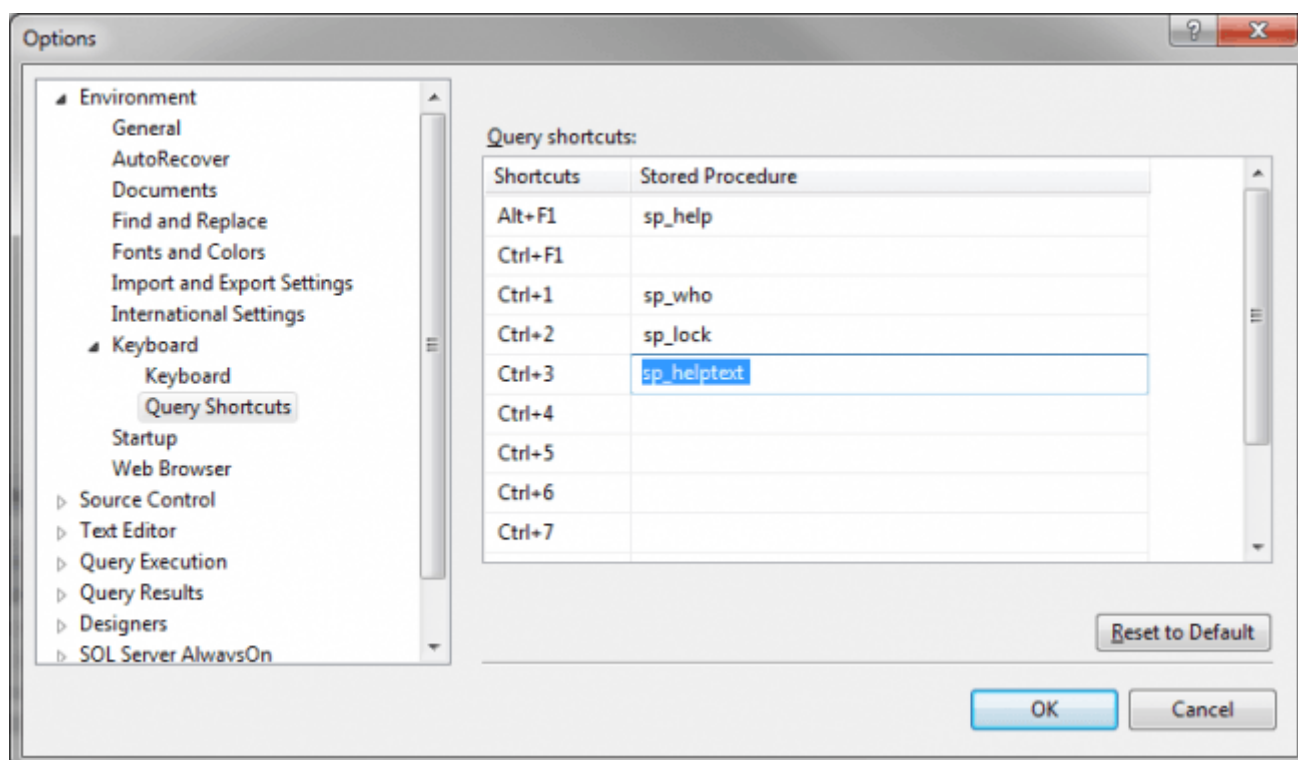 Options
Environment
General
AutoRecover
Documents
Find and Replace
Fonts and Colors
Import and Export Settings
International Settings
Keyboard
Keyboard
Query Shortcuts
Startup
Web Browser
Source Control
Text Editor
Query Execution
Query Results
Designers
SQL Server AlwaysOn
Query shortcuts:
Shortcuts Stored Procedure
Alt+F1 sp_help
Ctrl+F1
Ctrl+1 sp_who
Ctrl+2 sp_lock
Ctrl+3 sp_helptext
Ctrl+4
Ctrl+5
Ctrl+6
Ctrl+7
Reset to Default
OK Cancel